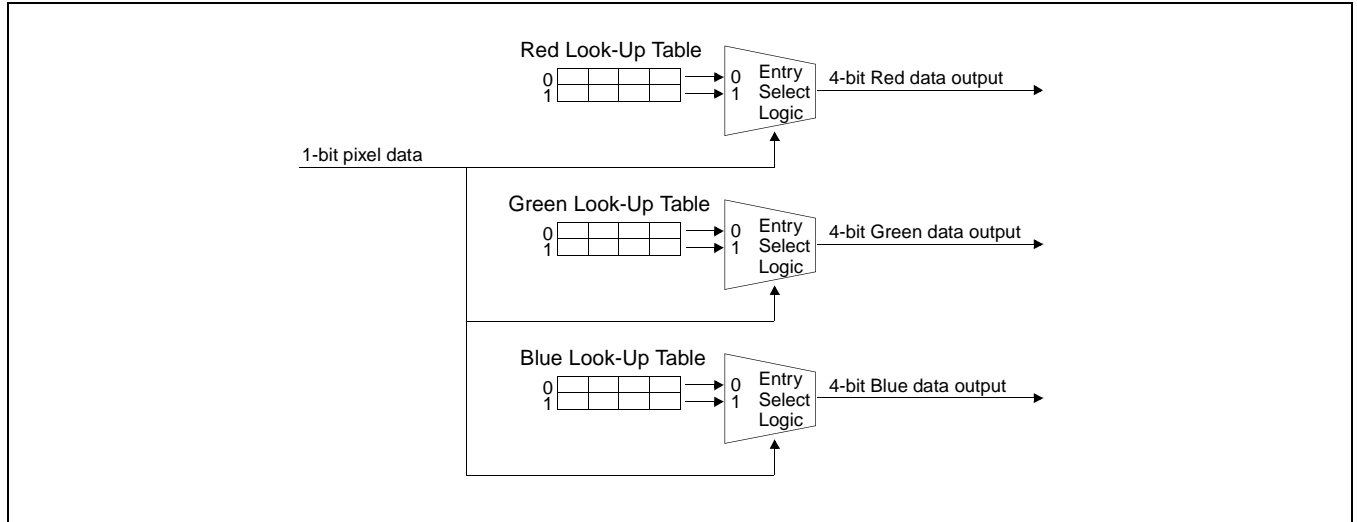 Red Look-Up Table
0
1
0 Entry
1 Select
Logic
4-bit Red data output
1-bit pixel data
Green Look-Up Table
0
1
0 Entry
1 Select
Logic
4-bit Green data output
Blue Look-Up Table
0
1
0 Entry
1 Select
Logic
4-bit Blue data output